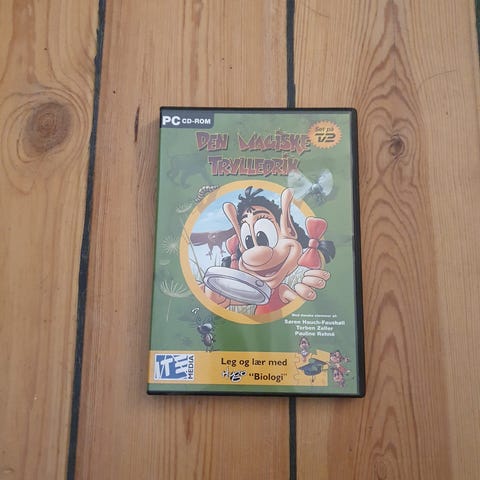 PC CD-ROM
Set på
TV2
DEN MAGISKE
TRYLLEDRIK
Med danske stemmer af:
Søren Hauch-Fausbøll
Torben Zeller
Pauline Rehné
ITE
MEDIA
Leg og lær med
Hugo "Biologi"